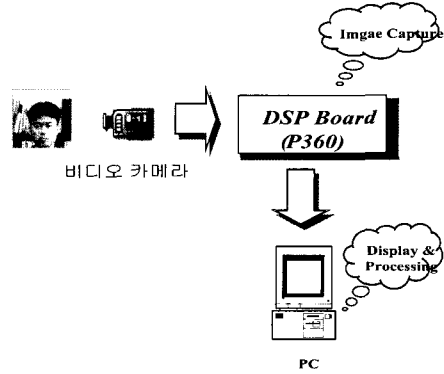 Imgae Capture
DSP Board
(P360)
비디오 카메라
Display &
Processing
PC